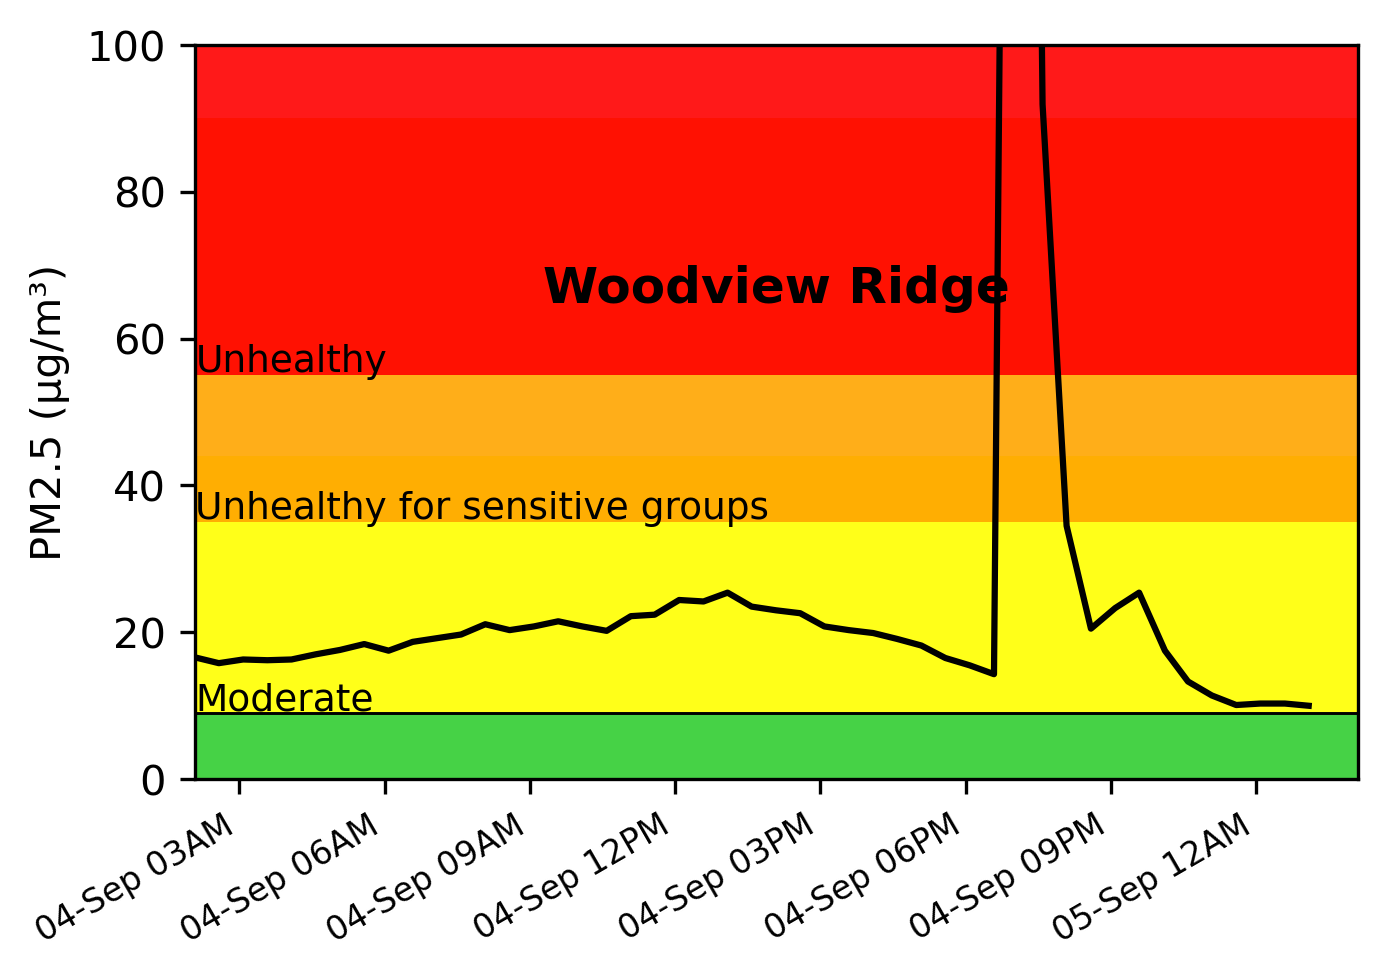 100
80
60
40
20
0
PM2.5 (µg/m³)
Woodview Ridge
Unhealthy
Unhealthy for sensitive groups
Moderate
04-Sep 03AM
04-Sep 06AM
04-Sep 09AM
04-Sep 12PM
04-Sep 03PM
04-Sep 06PM
04-Sep 09PM
05-Sep 12AM